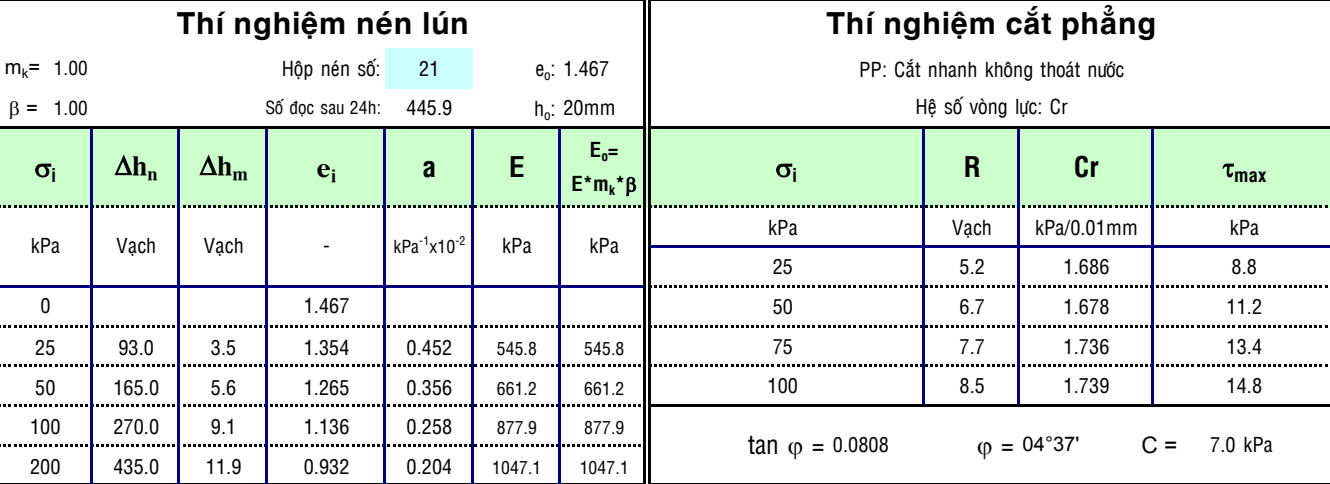 Thí nghiệm nén lún
mk= 1.00 Hộp nén số: 21 eo: 1.467
β = 1.00 Số đọc sau 24h: 445.9 ho: 20mm
σi Δhn Δhm ei a E Eo= E*mk*β
kPa Vạch Vạch - kPa-1x10-2 kPa kPa
0 1.467
25 93.0 3.5 1.354 0.452 545.8 545.8
50 165.0 5.6 1.265 0.356 661.2 661.2
100 270.0 9.1 1.136 0.258 877.9 877.9
200 435.0 11.9 0.932 0.204 1047.1 1047.1
Thí nghiệm cắt phẳng
PP: Cắt nhanh không thoát nước
Hệ số vòng lực: Cr
σi R Cr τmax
kPa Vạch kPa/0.01mm kPa
25 5.2 1.686 8.8
50 6.7 1.678 11.2
75 7.7 1.736 13.4
100 8.5 1.739 14.8
tan φ = 0.0808 φ = 04°37' C = 7.0 kPa